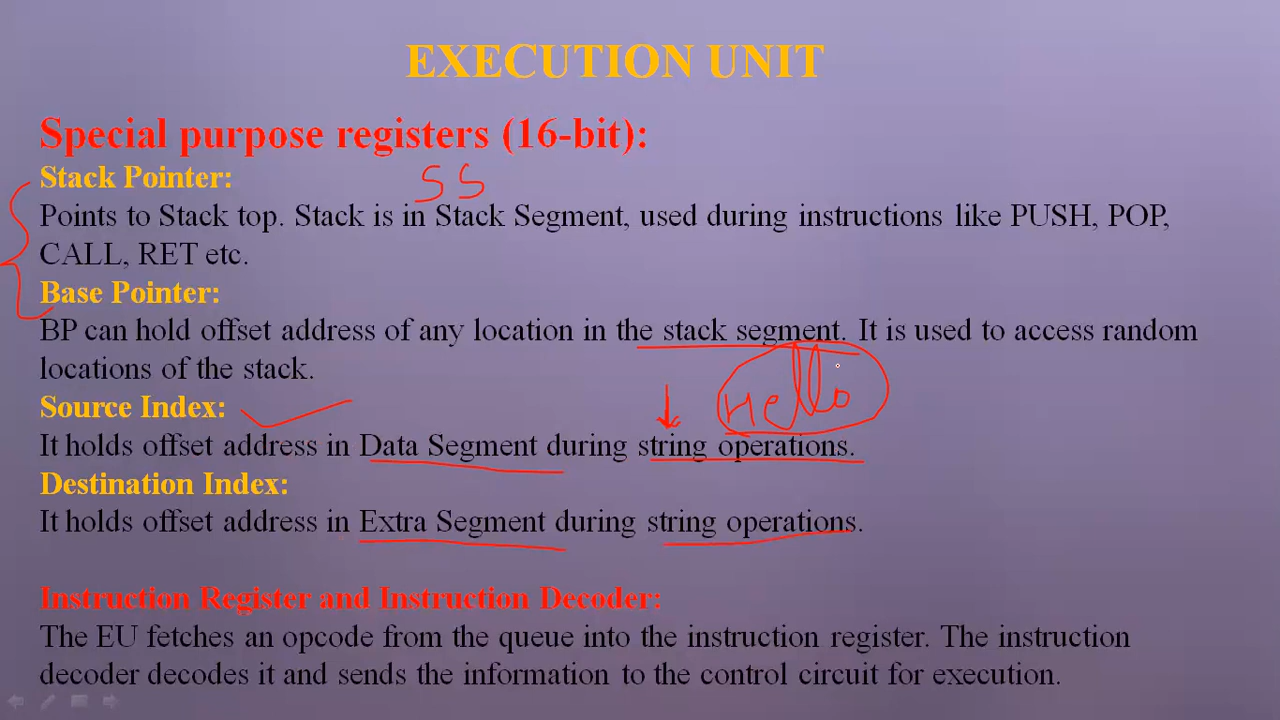 EXECUTION UNIT
Special purpose registers (16-bit):
Stack Pointer:
SS
Points to Stack top. Stack is in Stack Segment, used during instructions like PUSH, POP,
CALL, RET etc.
Base Pointer:
BP can hold offset address of any location in the stack segment. It is used to access random
locations of the stack.
Source Index:
Hello
It holds offset address in Data Segment during string operations.
Destination Index:
It holds offset address in Extra Segment during string operations.
Instruction Register and Instruction Decoder:
The EU fetches an opcode from the queue into the instruction register. The instruction
decoder decodes it and sends the information to the control circuit for execution.